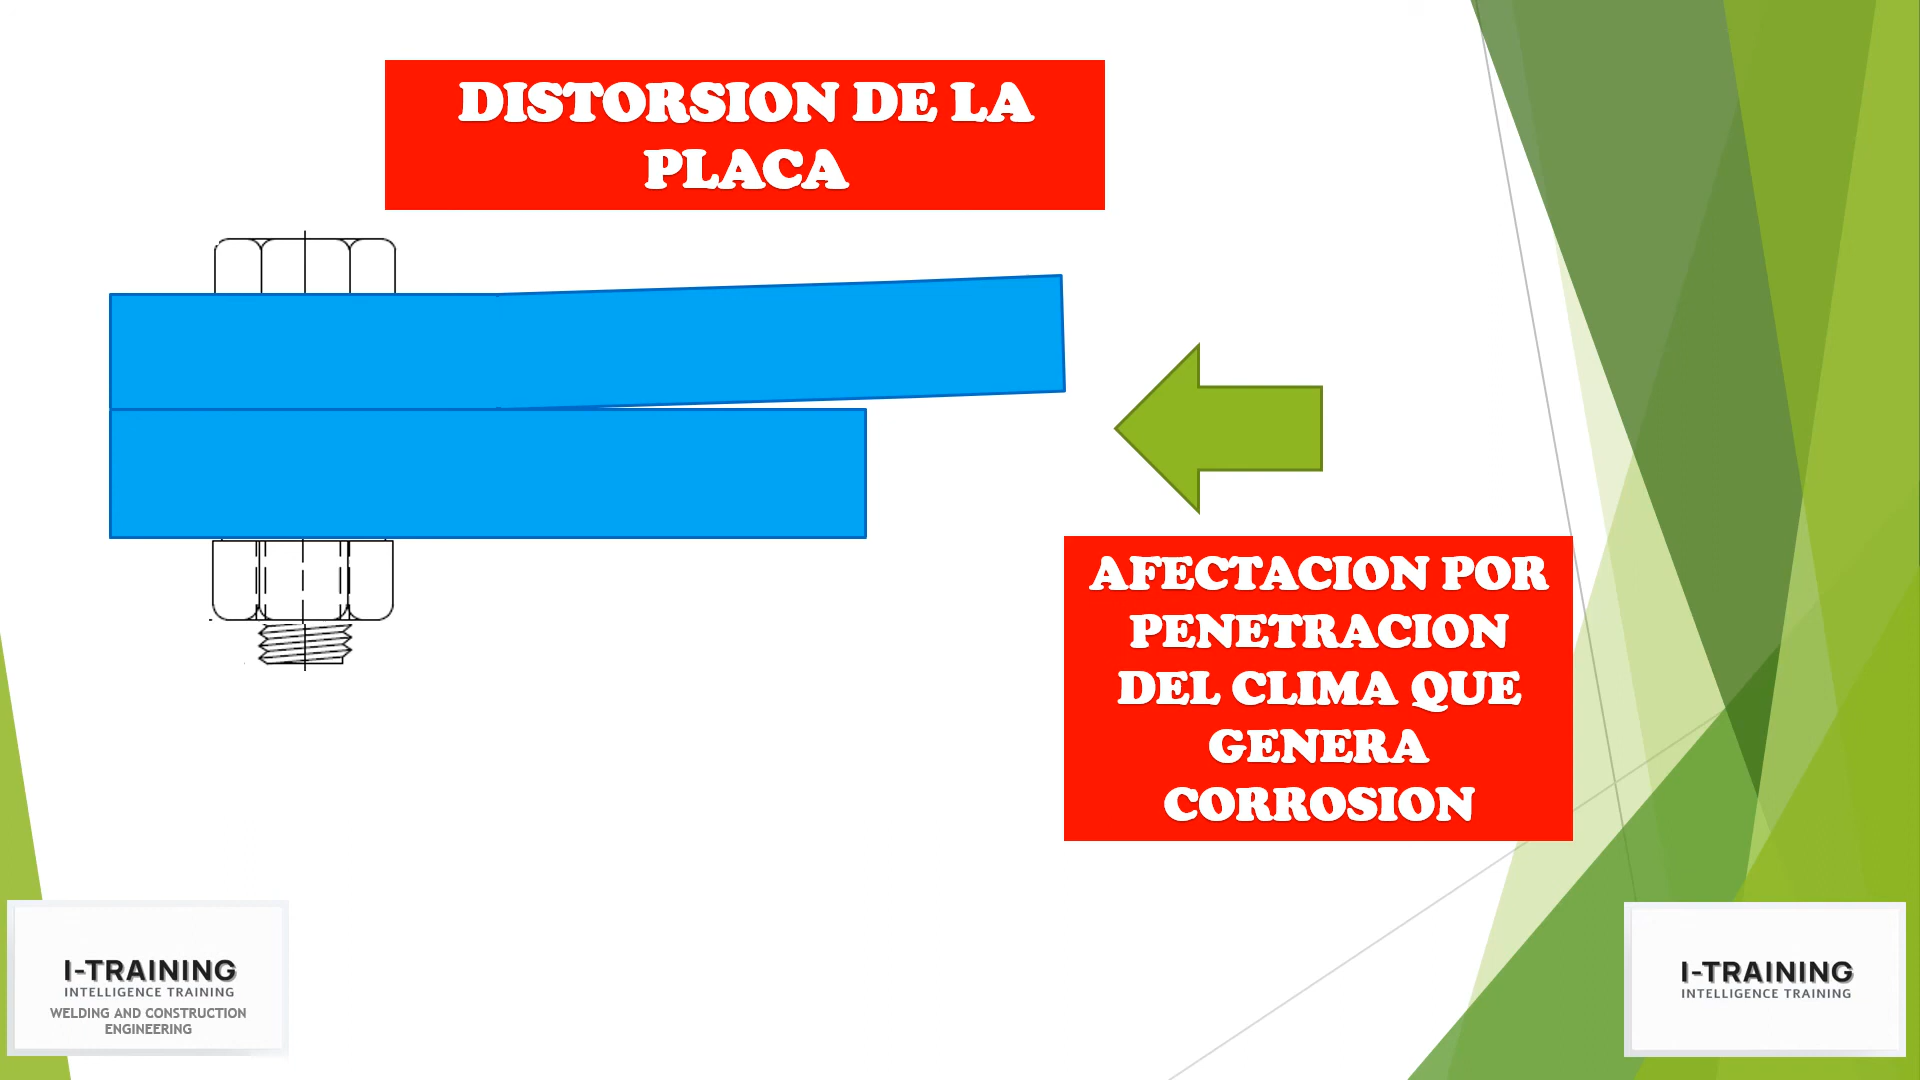 DISTORSION DE LA
PLACA
AFECTACION POR
PENETRACION
DEL CLIMA QUE
GENERA
CORROSION
I-TRAINING
INTELLIGENCE TRAINING
WELDING AND CONSTRUCTION
ENGINEERING
I-TRAINING
INTELLIGENCE TRAINING